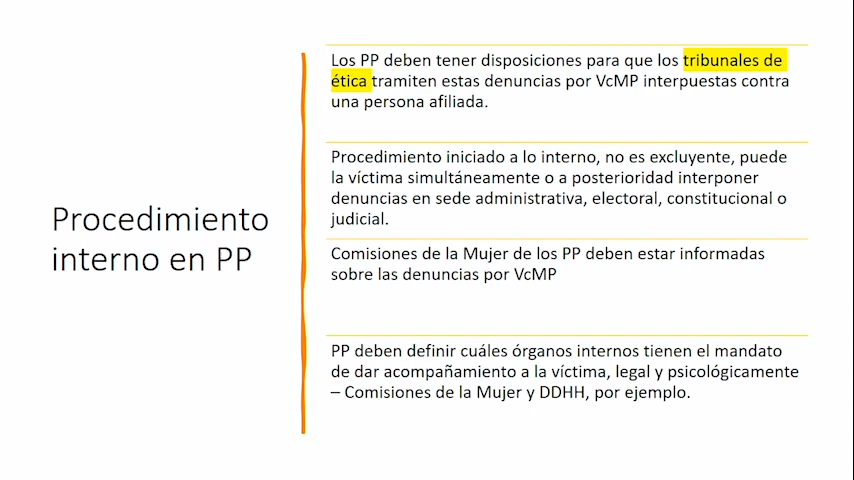 Procedimiento
interno en PP
Los PP deben tener disposiciones para que los tribunales de
ética tramiten estas denuncias por VcMP interpuestas contra
una persona afiliada.
Procedimiento iniciado a lo interno, no es excluyente, puede
la víctima simultáneamente o a posterioridad interponer
denuncias en sede administrativa, electoral, constitucional o
judicial.
Comisiones de la Mujer de los PP deben estar informadas
sobre las denuncias por VcMP
PP deben definir cuáles órganos internos tienen el mandato
de dar acompañamiento a la víctima, legal y psicológicamente
– Comisiones de la Mujer y DDHH, por ejemplo.